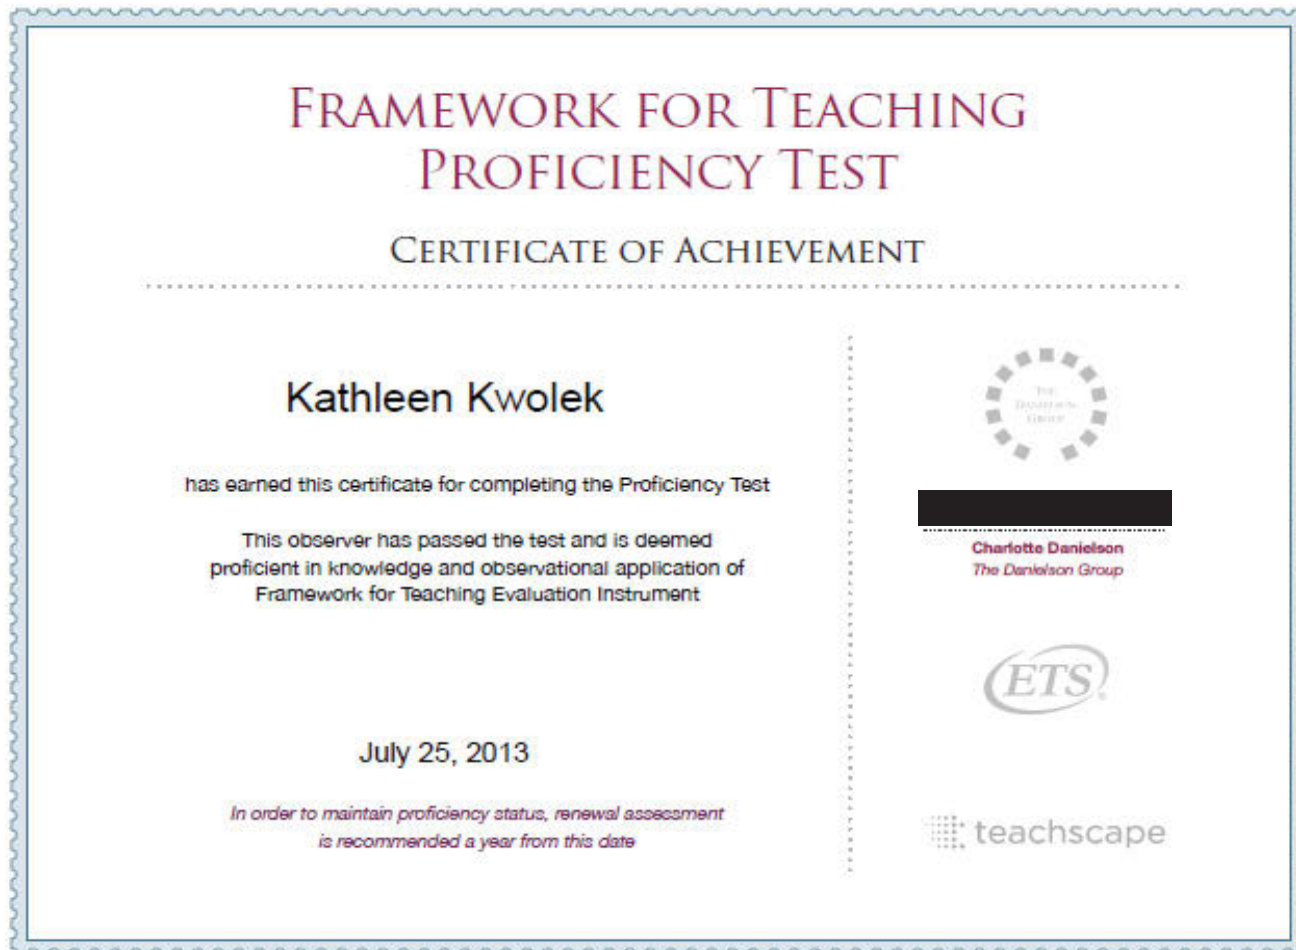 FRAMEWORK FOR TEACHING
PROFICIENCY TEST
CERTIFICATE OF ACHIEVEMENT
Kathleen Kwolek
has earned this certificate for completing the Proficiency Test
This observer has passed the test and is deemed
proficient in knowledge and observational application of
Framework for Teaching Evaluation Instrument
July 25, 2013
In order to maintain proficiency status, renewal assessment
is recommended a year from this date
THE
DANIELSON
GROUP
Charlotte Danielson
The Danielson Group
ETS®
teachscape